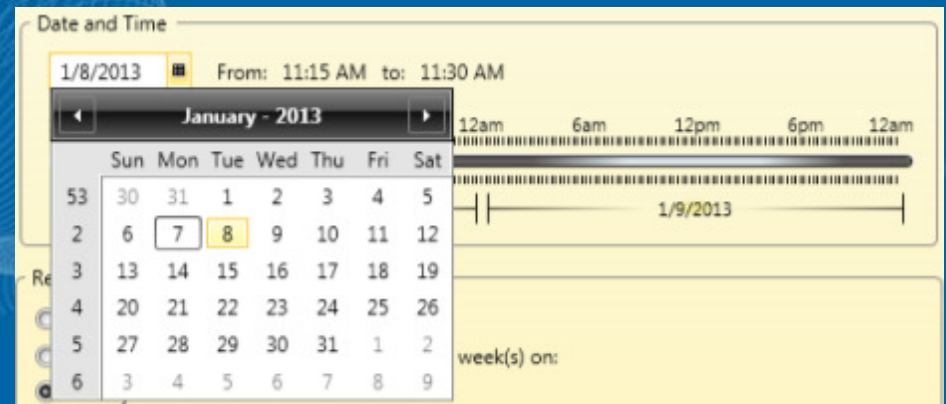 Date and Time
1/8/2013 From: 11:15 AM to: 11:30 AM
January - 2013
12am 6am 12pm 6pm 12am
Sun Mon Tue Wed Thu Fri Sat
53 30 31 1 2 3 4 5
1/9/2013
2 6 7 8 9 10 11 12
3 13 14 15 16 17 18 19
Re
4 20 21 22 23 24 25 26
5 27 28 29 30 31 1 2
week(s) on:
6 3 4 5 6 7 8 9